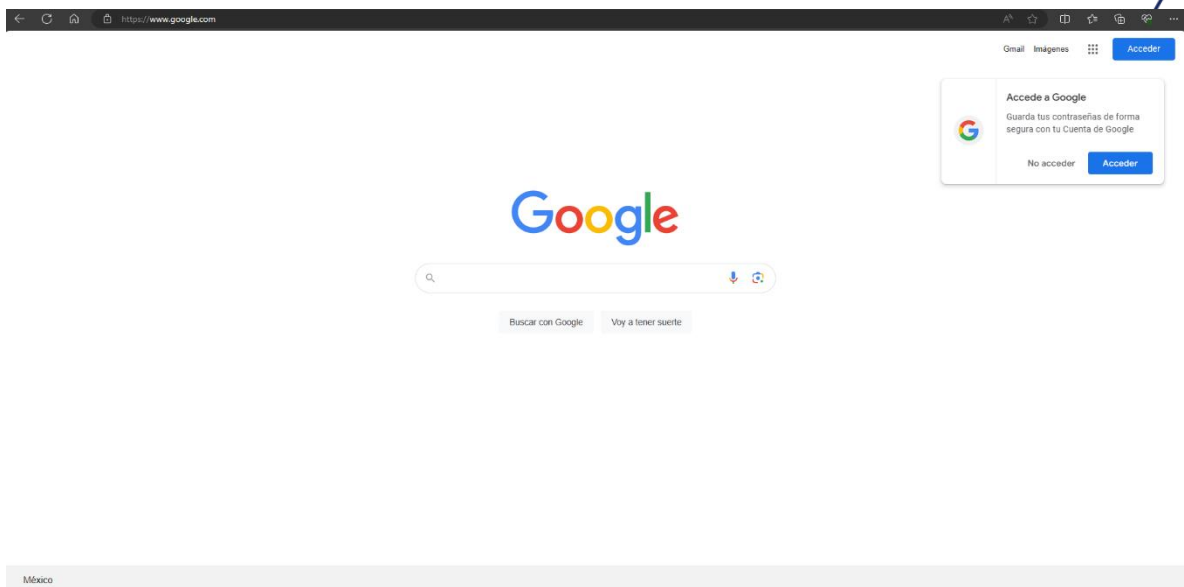 https://www.google.com
Gmail Imágenes Acceder
Accede a Google
Guarda tus contraseñas de forma
segura con tu Cuenta de Google
No acceder Acceder
Google
Buscar con Google Voy a tener suerte
México